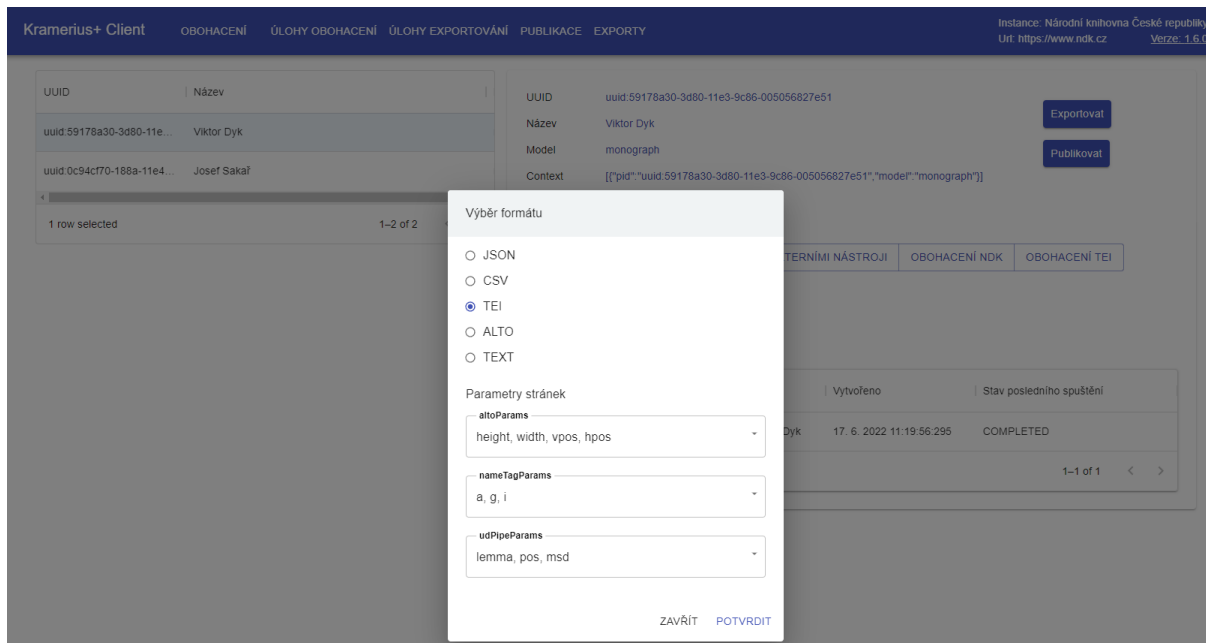 Kramerius+ Client OBOHACENÍ ÚLOHY OBOHACENÍ ÚLOHY EXPORTOVÁNÍ PUBLIKACE EXPORTY
Instance: Národní knihovna České republiky
Url: https://www.ndk.cz Verze: 1.6.0
UUID Název
uuid:59178a30-3d80-11e... Viktor Dyk
uuid:0c94cf70-188a-11e4... Josef Sakař
1 row selected 1–2 of 2
UUID uuid:59178a30-3d80-11e3-9c86-005056827e51
Název Viktor Dyk
Model monograph
Context [{"pid":"uuid:59178a30-3d80-11e3-9c86-005056827e51","model":"monograph"}]
Exportovat
Publikovat
TERNÍMI NÁSTROJI OBOHACENÍ NDK OBOHACENÍ TEI
Vytvořeno Stav posledního spuštění
Dyk 17. 6. 2022 11:19:56:295 COMPLETED
1–1 of 1
Výběr formátu
JSON
CSV
TEI
ALTO
TEXT
Parametry stránek
altoParams
height, width, vpos, hpos
nameTagParams
a, g, i
udPipeParams
lemma, pos, msd
ZAVŘÍT POTVRDIT